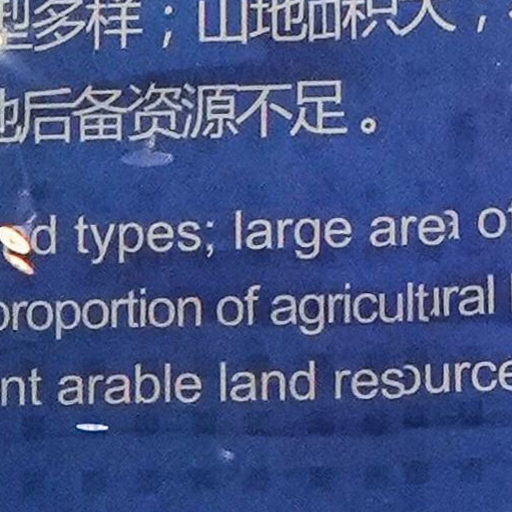 型多样；山地面积大，
地后备资源不足。
d types; large area of
proportion of agricultural
nt arable land resource